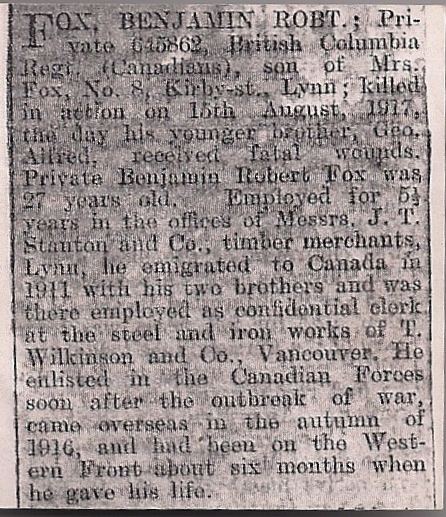 FOX, BENJAMIN ROBT.; Pri-
vate 645862, British Columbia
Regt. (Canadians), son of Mrs.
Fox, No. 8, Kirby-st., Lynn; killed
in action on 15th August, 1917,
the day his younger brother, Geo.
Alfred, received fatal wounds.
Private Benjamin Robert Fox was
27 years old. Employed for 5½
years in the offices of Messrs. J. T.
Stanton and Co., timber merchants,
Lynn, he emigrated to Canada in
1911 with his two brothers and was
there employed as confidential clerk
at the steel and iron works of T.
Wilkinson and Co., Vancouver. He
enlisted in the Canadian Forces
soon after the outbreak of war,
came overseas in the autumn of
1916, and had been on the West-
ern Front about six months when
he gave his life.